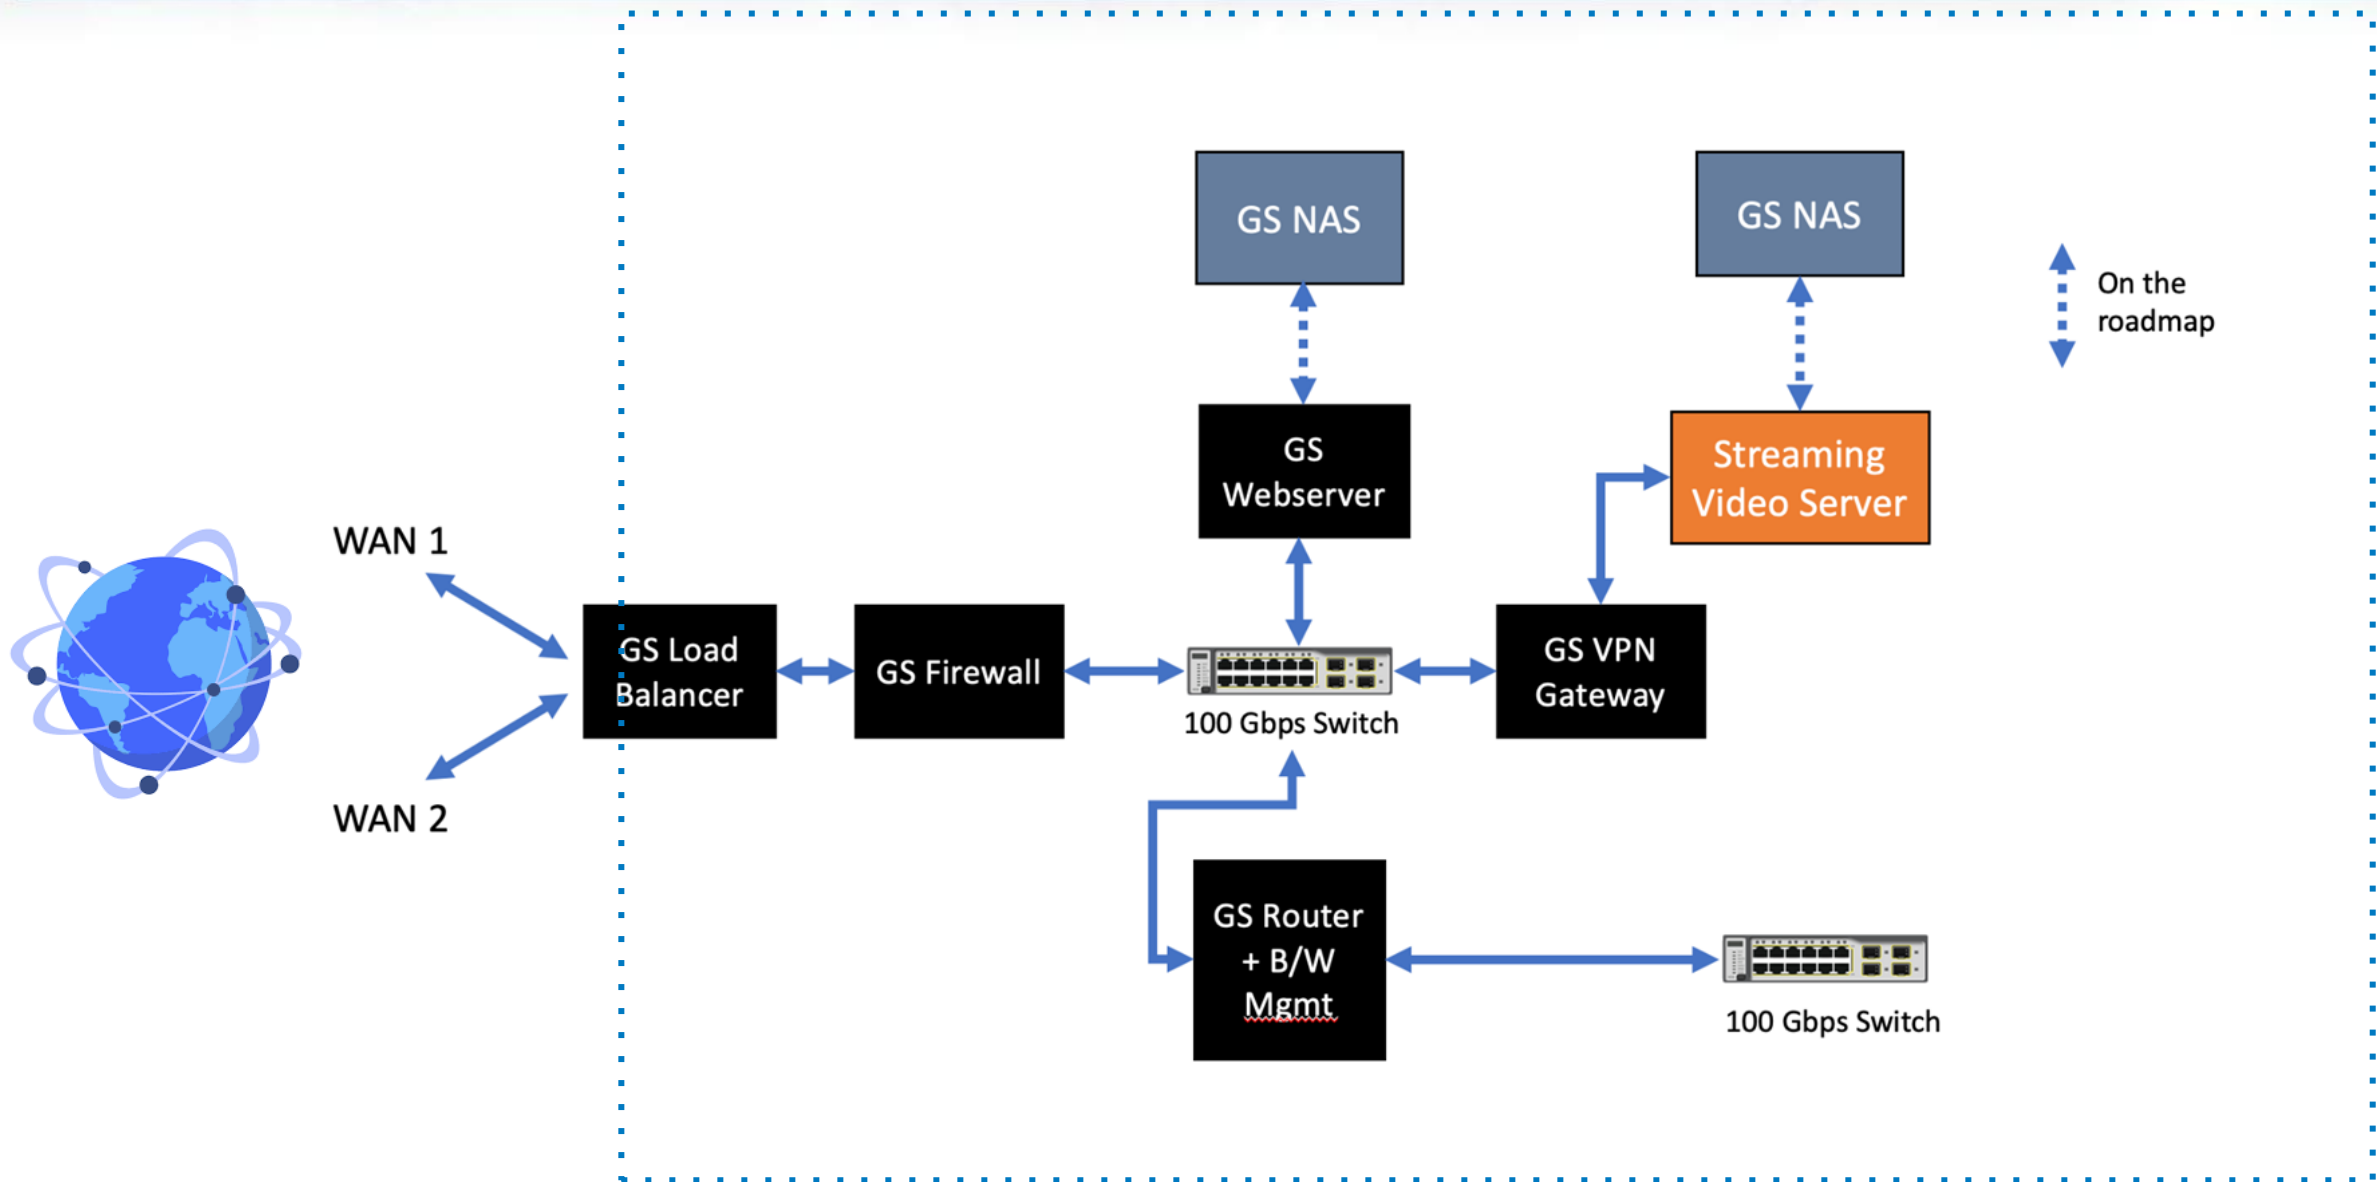 GS NAS
GS NAS
On the
roadmap
GS
Webserver
Streaming
Video Server
WAN 1
GS Load
Balancer
GS Firewall
100 Gbps Switch
GS VPN
Gateway
WAN 2
GS Router
+ B/W
Mgmt
100 Gbps Switch